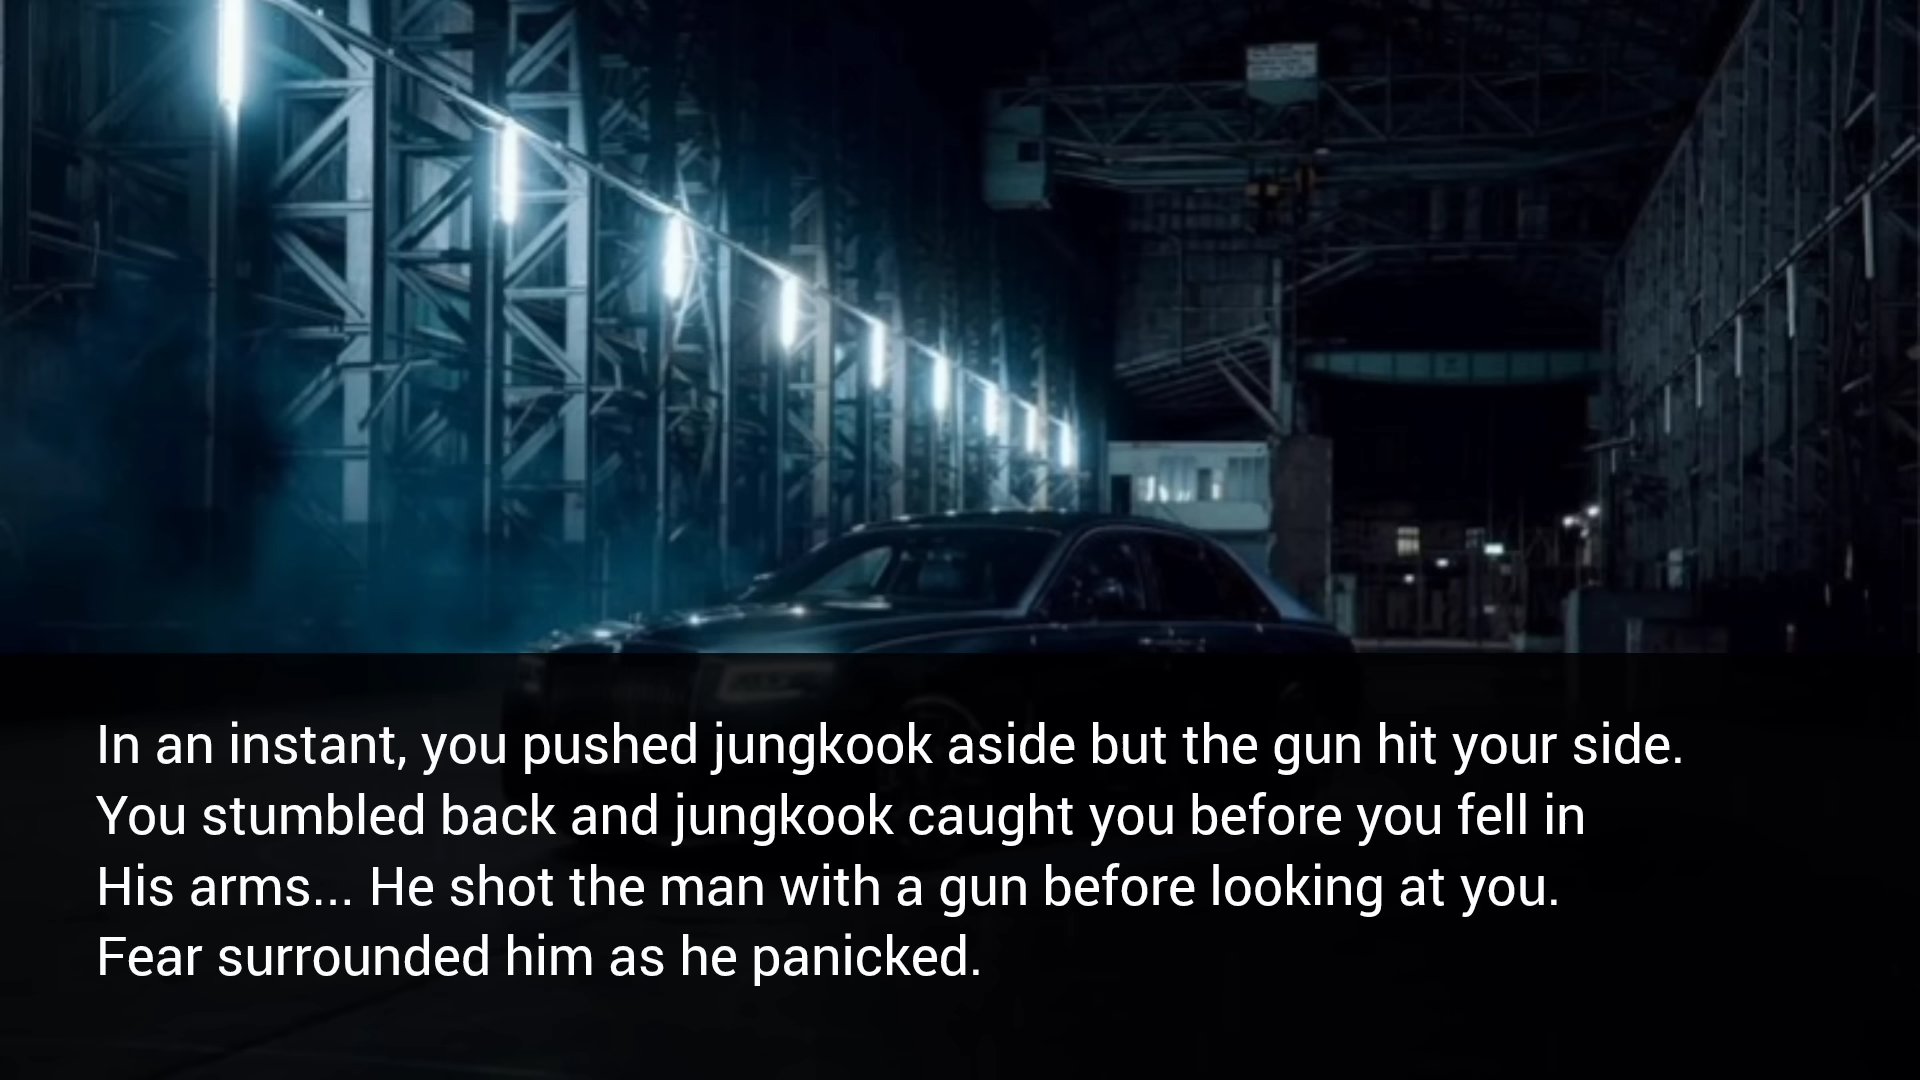 In an instant, you pushed jungkook aside but the gun hit your side.
You stumbled back and jungkook caught you before you fell in
His arms... He shot the man with a gun before looking at you.
Fear surrounded him as he panicked.